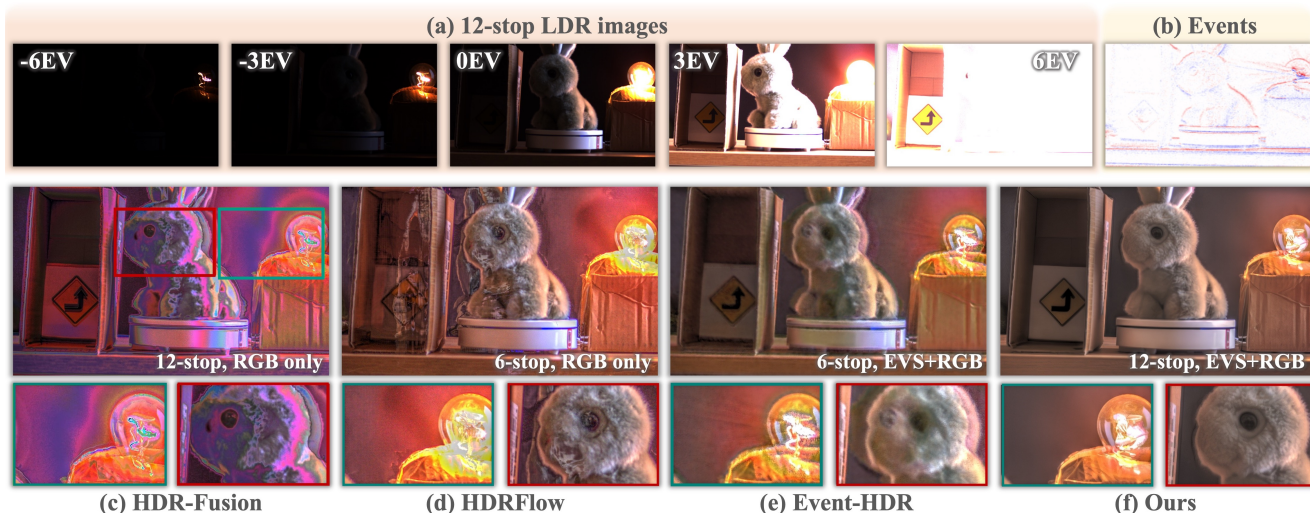 (a) 12-stop LDR images
(b) Events
-6EV
-3EV
0EV
3EV
6EV
12-stop, RGB only
6-stop, RGB only
6-stop, EVS+RGB
12-stop, EVS+RGB
(c) HDR-Fusion
(d) HDRFlow
(e) Event-HDR
(f) Ours